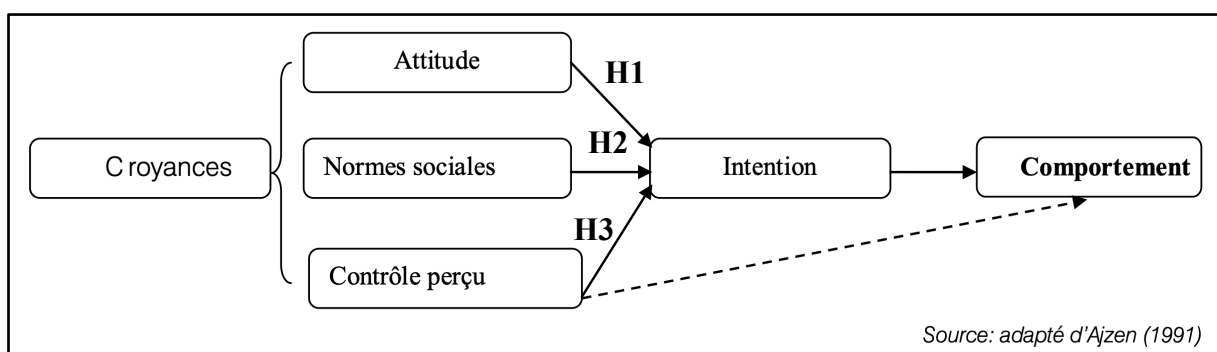 Attitude
H1
Croyances
Normes sociales
H2
Intention
Comportement
H3
Contrôle perçu
Source: adapté d'Ajzen (1991)